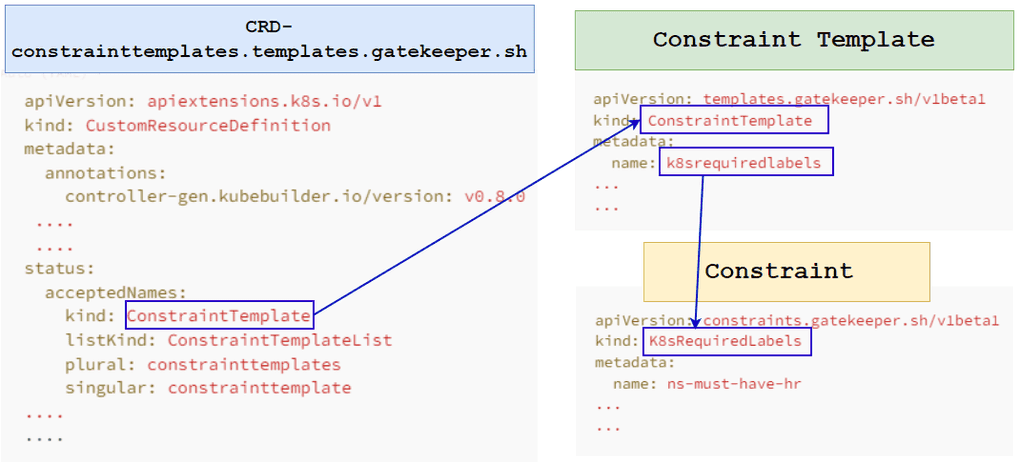 CRD-
constrainttemplates.templates.gatekeeper.sh
apiVersion: apiextensions.k8s.io/v1
kind: CustomResourceDefinition
metadata:
annotations:
controller-gen.kubebuilder.io/version: v0.8.0
....
....
status:
acceptedNames:
kind: ConstraintTemplate
listKind: ConstraintTemplateList
plural: constrainttemplates
singular: constrainttemplate
....
....
Constraint Template
apiVersion: templates.gatekeeper.sh/v1beta1
kind: ConstraintTemplate
metadata:
name: k8srequiredlabels
...
...
Constraint
apiVersion: constraints.gatekeeper.sh/v1beta1
kind: K8sRequiredLabels
metadata:
name: ns-must-have-hr
...
...